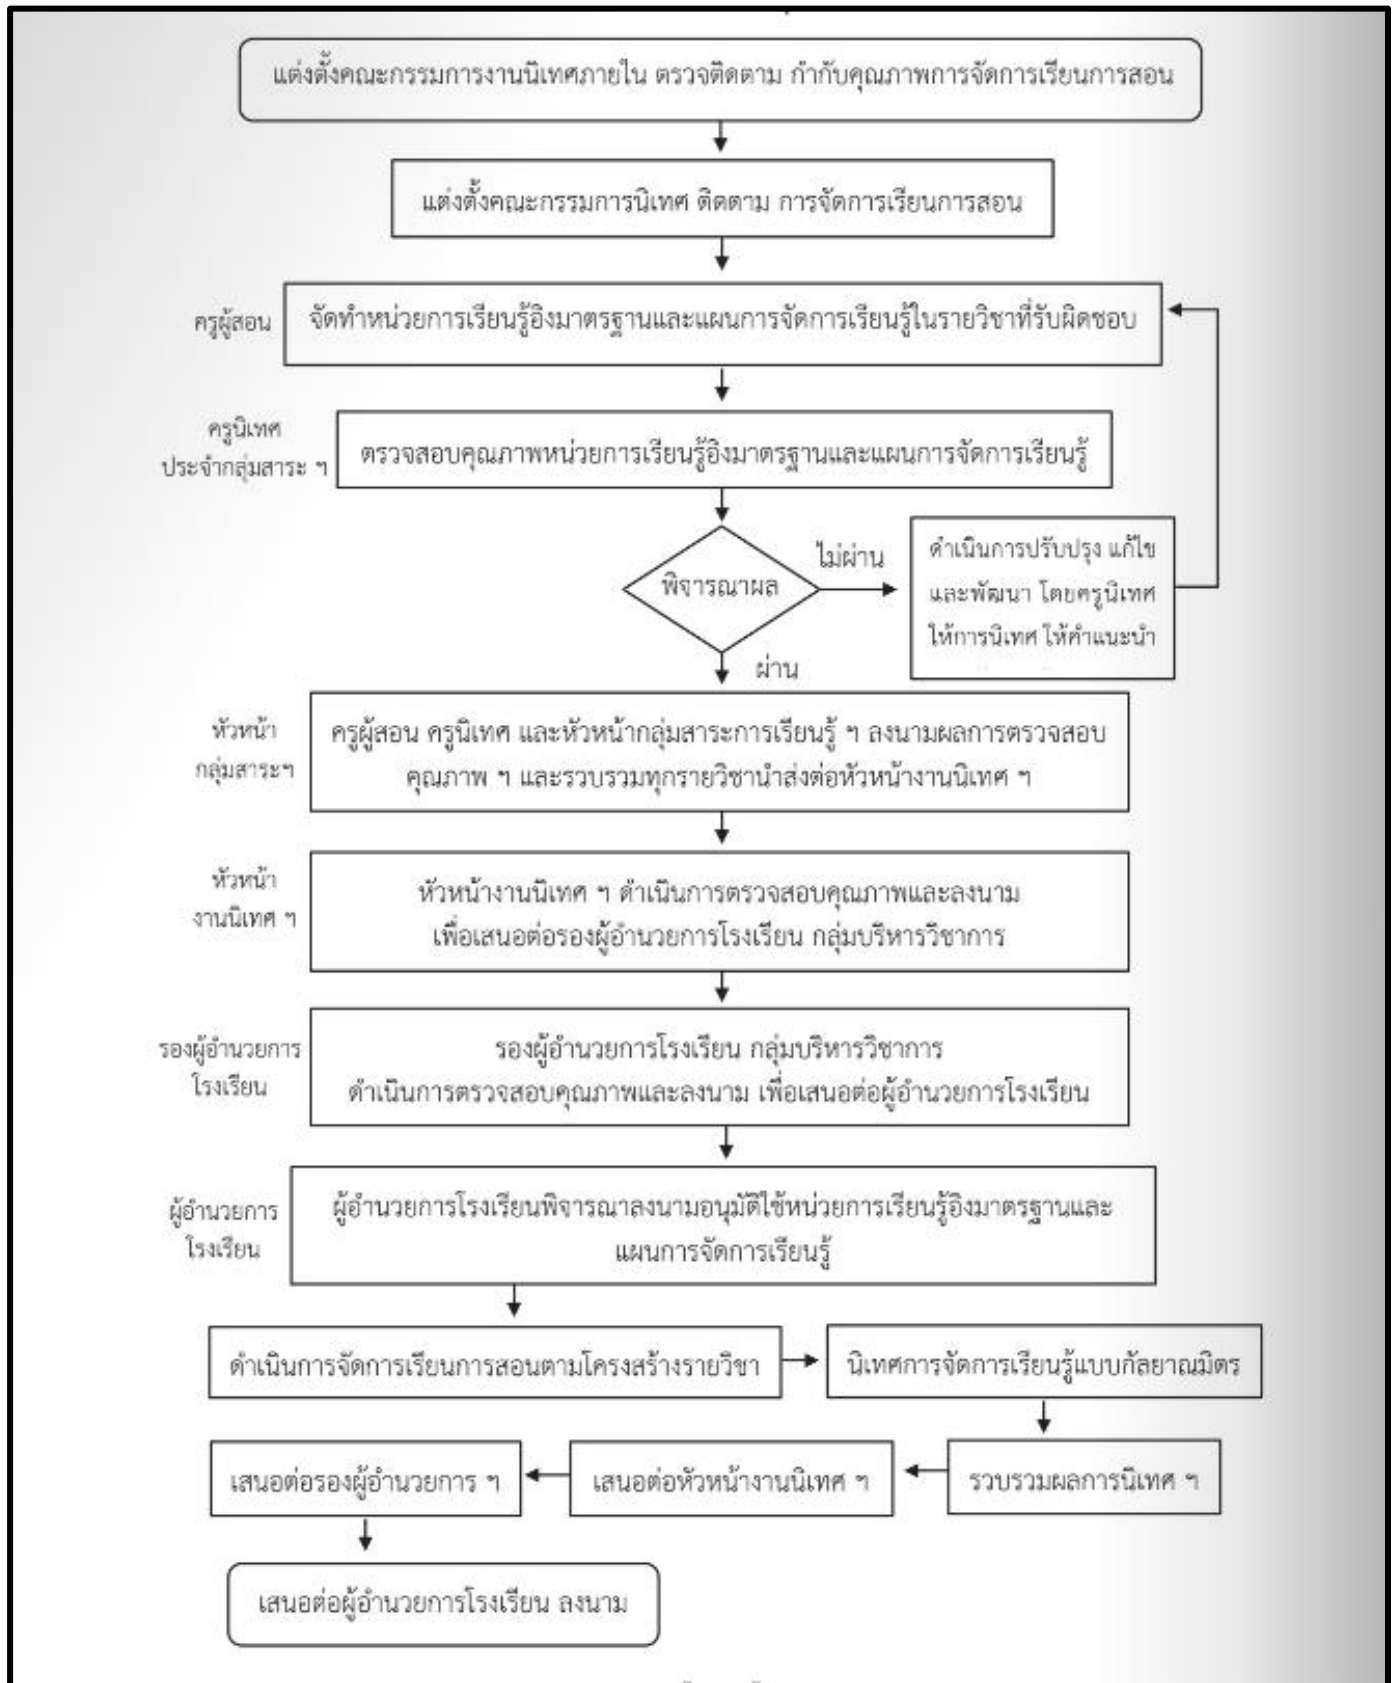 แต่งตั้งคณะกรรมการงานนิเทศภายใน ตรวจติดตาม กำกับคุณภาพการจัดการเรียนการสอน
แต่งตั้งคณะกรรมการนิเทศ ติดตาม การจัดการเรียนการสอน
ครูผู้สอน
จัดทำหน่วยการเรียนรู้อิงมาตรฐานและแผนการจัดการเรียนรู้ในรายวิชาที่รับผิดชอบ
ครูนิเทศ
ประจำกลุ่มสาระ ฯ
ตรวจสอบคุณภาพหน่วยการเรียนรู้อิงมาตรฐานและแผนการจัดการเรียนรู้
พิจารณาผล
ไม่ผ่าน
ดำเนินการปรับปรุง แก้ไข
และพัฒนา โดยครูนิเทศ
ให้การนิเทศ ให้คำแนะนำ
ผ่าน
หัวหน้า
กลุ่มสาระฯ
ครูผู้สอน ครูนิเทศ และหัวหน้ากลุ่มสาระการเรียนรู้ ฯ ลงนามผลการตรวจสอบ
คุณภาพ ฯ และรวบรวมทุกรายวิชานำส่งต่อหัวหน้างานนิเทศ ฯ
หัวหน้า
งานนิเทศ ฯ
หัวหน้างานนิเทศ ฯ ดำเนินการตรวจสอบคุณภาพและลงนาม
เพื่อเสนอต่อรองผู้อำนวยการโรงเรียน กลุ่มบริหารวิชาการ
รองผู้อำนวยการ
โรงเรียน
รองผู้อำนวยการโรงเรียน กลุ่มบริหารวิชาการ
ดำเนินการตรวจสอบคุณภาพและลงนาม เพื่อเสนอต่อผู้อำนวยการโรงเรียน
ผู้อำนวยการ
โรงเรียน
ผู้อำนวยการโรงเรียนพิจารณาลงนามอนุมัติใช้หน่วยการเรียนรู้อิงมาตรฐานและ
แผนการจัดการเรียนรู้
ดำเนินการจัดการเรียนการสอนตามโครงสร้างรายวิชา
นิเทศการจัดการเรียนรู้แบบกัลยาณมิตร
เสนอต่อรองผู้อำนวยการ ฯ
เสนอต่อหัวหน้างานนิเทศ ฯ
รวบรวมผลการนิเทศ ฯ
เสนอต่อผู้อำนวยการโรงเรียน ลงนาม